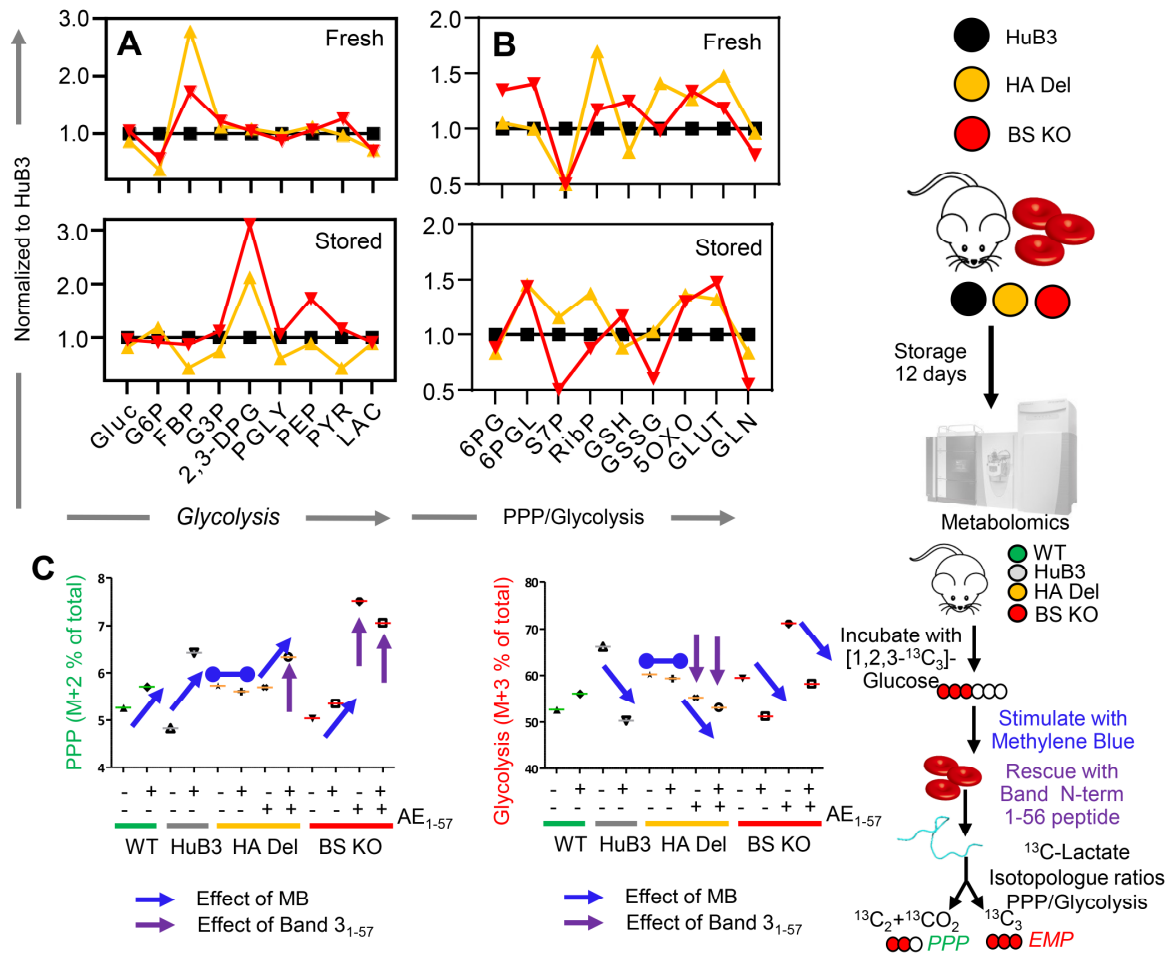 A
Fresh
3.0
2.0
1.0
Stored
3.0
2.0
1.0
Normalized to HuB3
Gluc
G6P
FBP
G3P
2,3-DPG
PGLY
PEP
PYR
LAC
Glycolysis
B
Fresh
2.0
1.5
1.0
0.5
Stored
2.0
1.5
1.0
0.5
6PG
6PGL
S7P
RibP
GSH
GSSG
5OXO
GLUT
GLN
PPP/Glycolysis
HuB3
HA Del
BS KO
Storage
12 days
Metabolomics
WT
HuB3
HA Del
BS KO
Incubate with
[1,2,3-¹³C₃]-
Glucose
Stimulate with
Methylene Blue
Rescue with
Band N-term
1-56 peptide
¹³C-Lactate
Isotopologue ratios
PPP/Glycolysis
¹³C₂+¹³CO₂ ¹³C₃
PPP EMP
C
PPP (M+2 % of total)
8
7
6
5
4
- + - + - + - + - + - +
- - - - - - + + - - + + AE₁₋₅₇
WT HuB3 HA Del BS KO
Effect of MB
Effect of Band 3₁₋₅₇
Glycolysis (M+3 % of total)
80
70
60
50
40
- + - + - + - + - + - +
- - - - - - + + - - + + AE₁₋₅₇
WT HuB3 HA Del BS KO
Effect of MB
Effect of Band 3₁₋₅₇